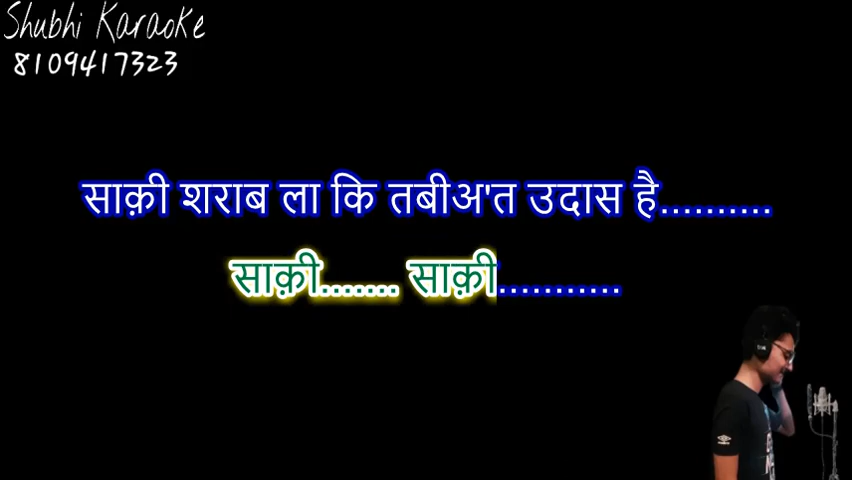 Shubhi Karaoke
8109417323
साक़ी शराब ला कि तबीअ'त उदास है..........
साक़ी....... साक़ी...........